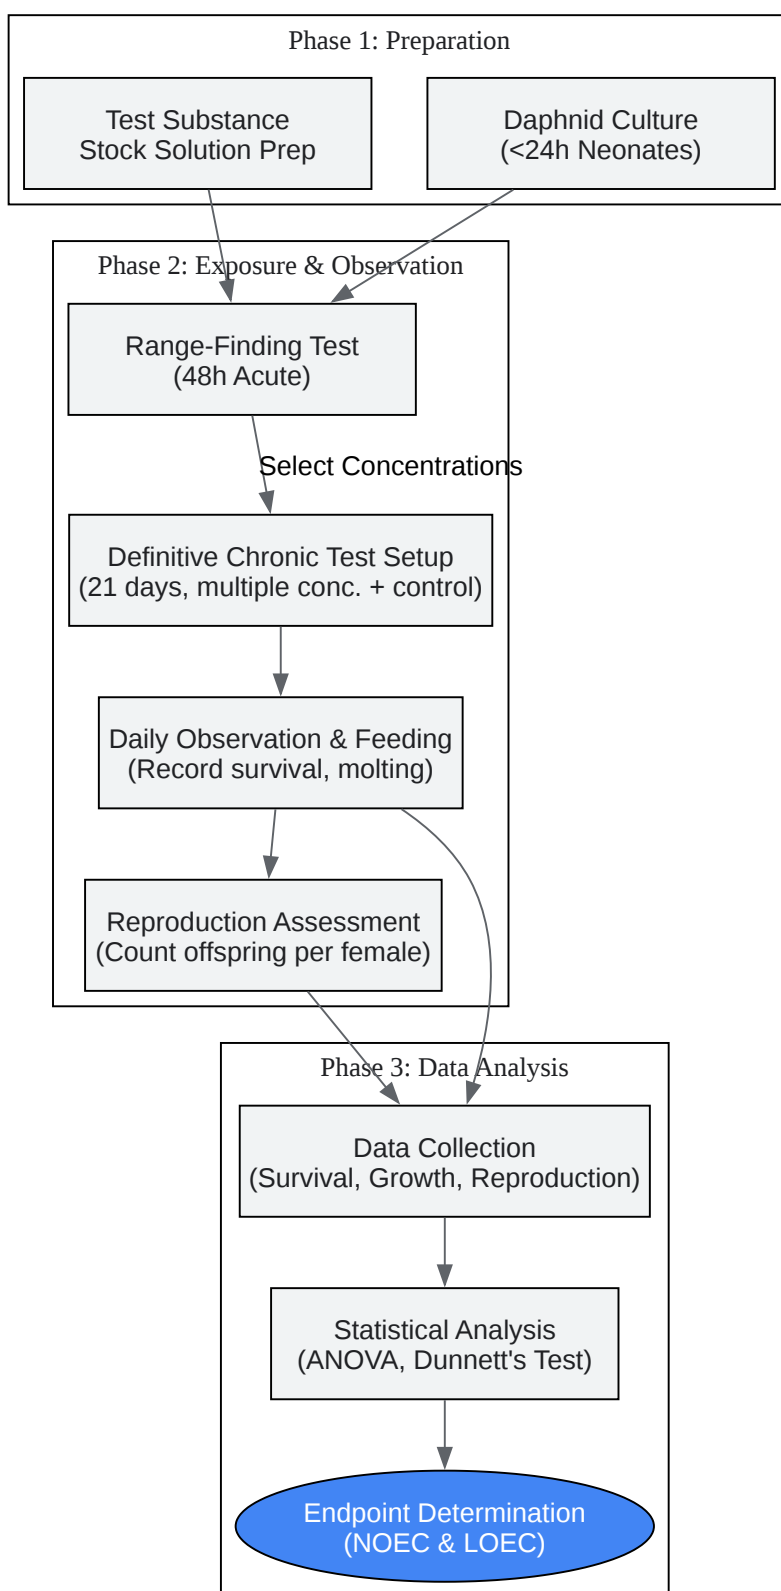 Phase 1: Preparation
Test Substance
Stock Solution Prep
Daphnid Culture
(<24h Neonates)
Phase 2: Exposure & Observation
Range-Finding Test
(48h Acute)
Select Concentrations
Definitive Chronic Test Setup
(21 days, multiple conc. + control)
Daily Observation & Feeding
(Record survival, molting)
Reproduction Assessment
(Count offspring per female)
Phase 3: Data Analysis
Data Collection
(Survival, Growth, Reproduction)
Statistical Analysis
(ANOVA, Dunnett's Test)
Endpoint Determination
(NOEC & LOEC)